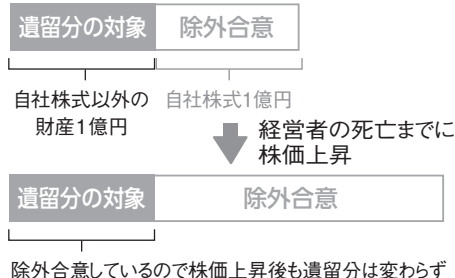 遺留分の対象 除外合意
自社株式以外の 自社株式1億円
財産1億円
経営者の死亡までに
株価上昇
遺留分の対象 除外合意
除外合意しているので株価上昇後も遺留分は変わらず